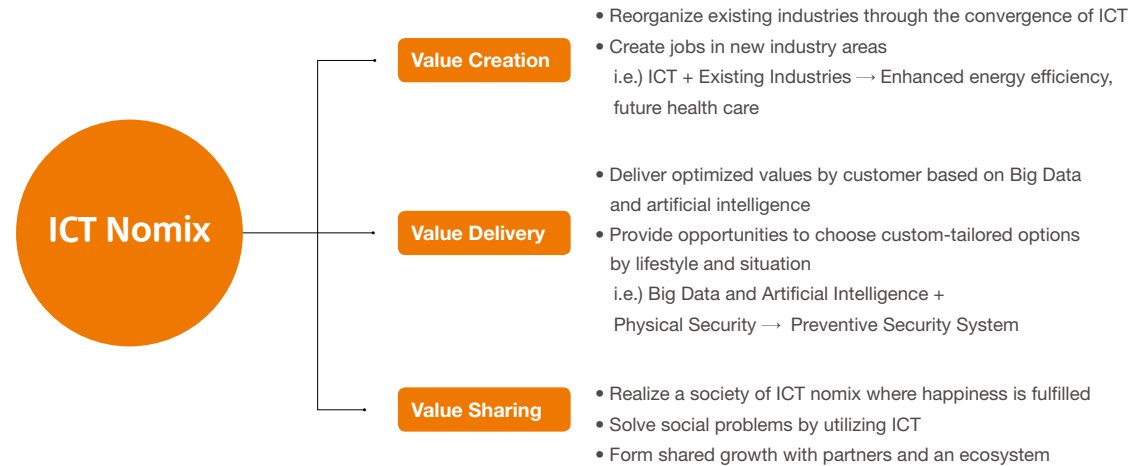 ICT Nomix
Value Creation
• Reorganize existing industries through the convergence of ICT
• Create jobs in new industry areas
i.e.) ICT + Existing Industries → Enhanced energy efficiency,
future health care
Value Delivery
• Deliver optimized values by customer based on Big Data
and artificial intelligence
• Provide opportunities to choose custom-tailored options
by lifestyle and situation
i.e.) Big Data and Artificial Intelligence +
Physical Security → Preventive Security System
Value Sharing
• Realize a society of ICT nomix where happiness is fulfilled
• Solve social problems by utilizing ICT
• Form shared growth with partners and an ecosystem